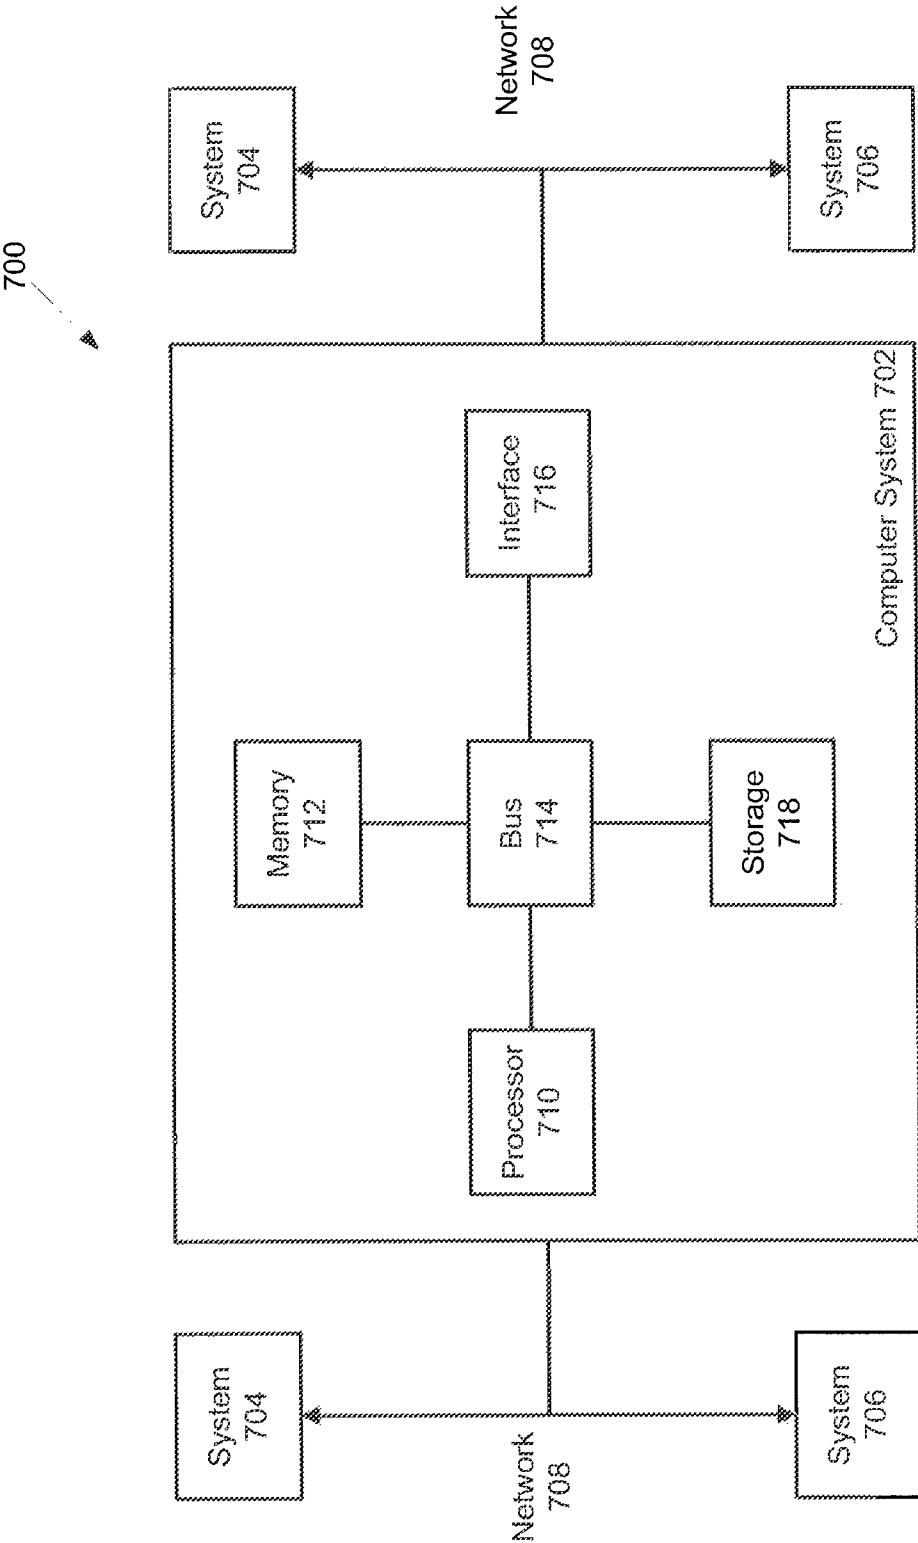 700
System
704
Network
708
System
706
Memory
712
Processor
710
Bus
714
Interface
716
Storage
718
Computer System 702
System
704
Network
708
System
706